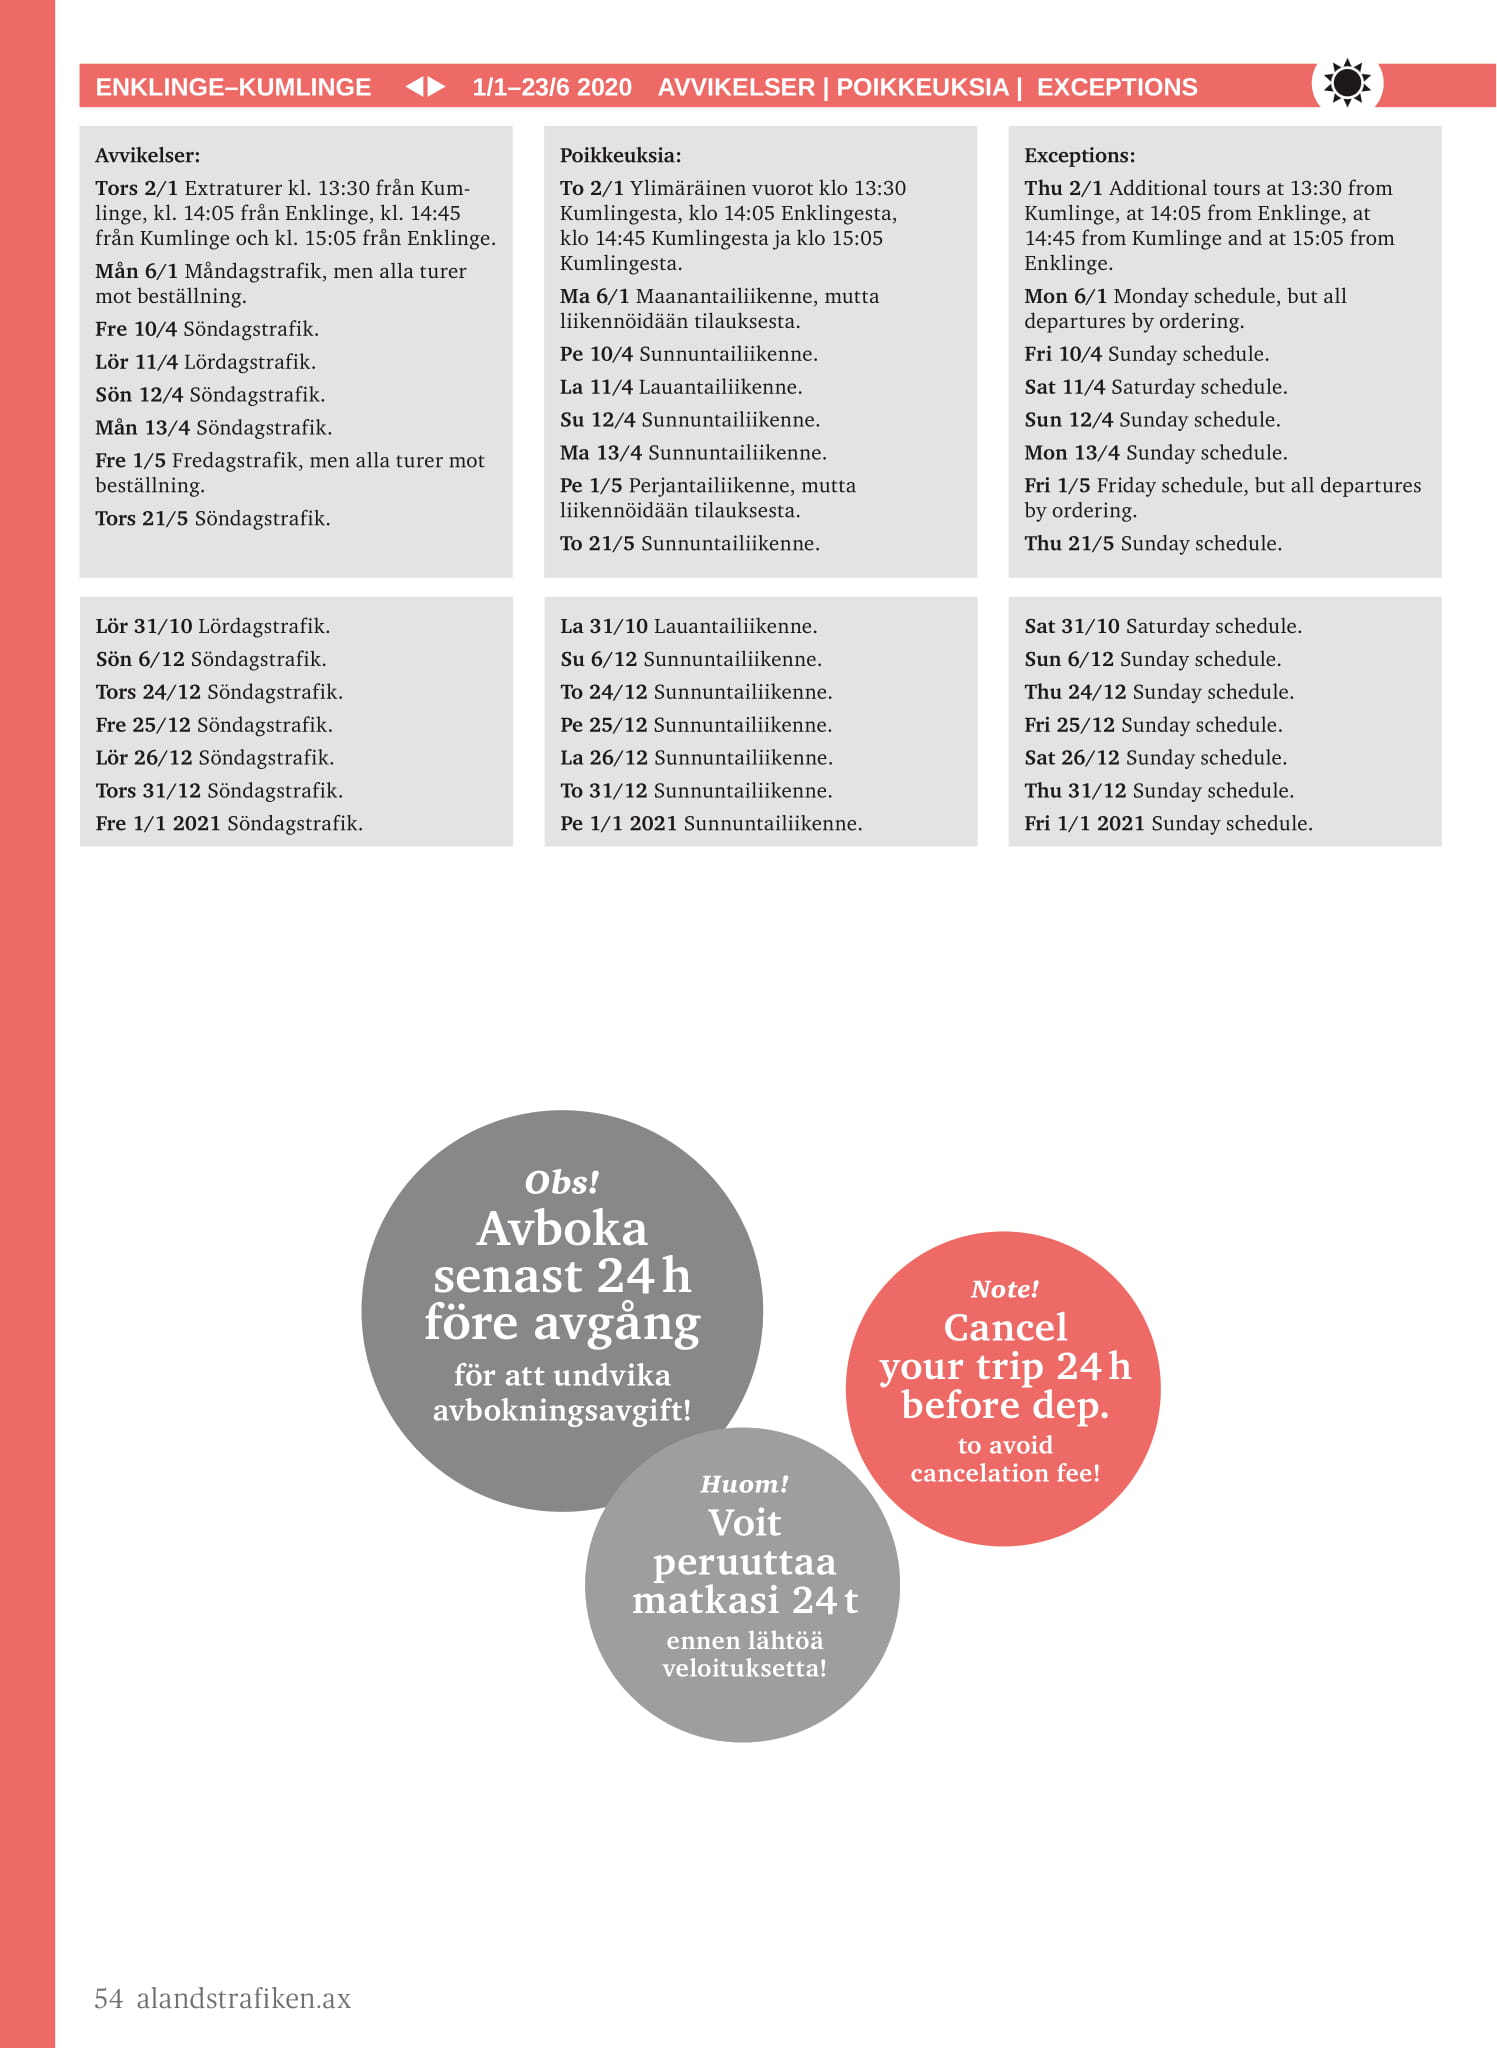 ENKLINGE–KUMLINGE 1/1–23/6 2020 AVVIKELSER | POIKKEUKSIA | EXCEPTIONS
Avvikelser:
Tors 2/1 Extraturer kl. 13:30 från Kum-
linge, kl. 14:05 från Enklinge, kl. 14:45
från Kumlinge och kl. 15:05 från Enklinge.
Mån 6/1 Måndagstrafik, men alla turer
mot beställning.
Fre 10/4 Söndagstrafik.
Lör 11/4 Lördagstrafik.
Sön 12/4 Söndagstrafik.
Mån 13/4 Söndagstrafik.
Fre 1/5 Fredagstrafik, men alla turer mot
beställning.
Tors 21/5 Söndagstrafik.
Poikkeuksia:
To 2/1 Ylimäräinen vuorot klo 13:30
Kumlingesta, klo 14:05 Enklingesta,
klo 14:45 Kumlingesta ja klo 15:05
Kumlingesta.
Ma 6/1 Maanantailiikenne, mutta
liikennöidään tilauksesta.
Pe 10/4 Sunnuntailiikenne.
La 11/4 Lauantailiikenne.
Su 12/4 Sunnuntailiikenne.
Ma 13/4 Sunnuntailiikenne.
Pe 1/5 Perjantailiikenne, mutta
liikennöidään tilauksesta.
To 21/5 Sunnuntailiikenne.
Exceptions:
Thu 2/1 Additional tours at 13:30 from
Kumlinge, at 14:05 from Enklinge, at
14:45 from Kumlinge and at 15:05 from
Enklinge.
Mon 6/1 Monday schedule, but all
departures by ordering.
Fri 10/4 Sunday schedule.
Sat 11/4 Saturday schedule.
Sun 12/4 Sunday schedule.
Mon 13/4 Sunday schedule.
Fri 1/5 Friday schedule, but all departures
by ordering.
Thu 21/5 Sunday schedule.
Lör 31/10 Lördagstrafik.
Sön 6/12 Söndagstrafik.
Tors 24/12 Söndagstrafik.
Fre 25/12 Söndagstrafik.
Lör 26/12 Söndagstrafik.
Tors 31/12 Söndagstrafik.
Fre 1/1 2021 Söndagstrafik.
La 31/10 Lauantailiikenne.
Su 6/12 Sunnuntailiikenne.
To 24/12 Sunnuntailiikenne.
Pe 25/12 Sunnuntailiikenne.
La 26/12 Sunnuntailiikenne.
To 31/12 Sunnuntailiikenne.
Pe 1/1 2021 Sunnuntailiikenne.
Sat 31/10 Saturday schedule.
Sun 6/12 Sunday schedule.
Thu 24/12 Sunday schedule.
Fri 25/12 Sunday schedule.
Sat 26/12 Sunday schedule.
Thu 31/12 Sunday schedule.
Fri 1/1 2021 Sunday schedule.
Obs!
Avboka
senast 24 h
före avgång
för att undvika
avbokningsavgift!
Note!
Cancel
your trip 24 h
before dep.
to avoid
cancelation fee!
Huom!
Voit
peruuttaa
matkasi 24 t
ennen lähtöä
veloituksetta!
54 alandstrafiken.ax